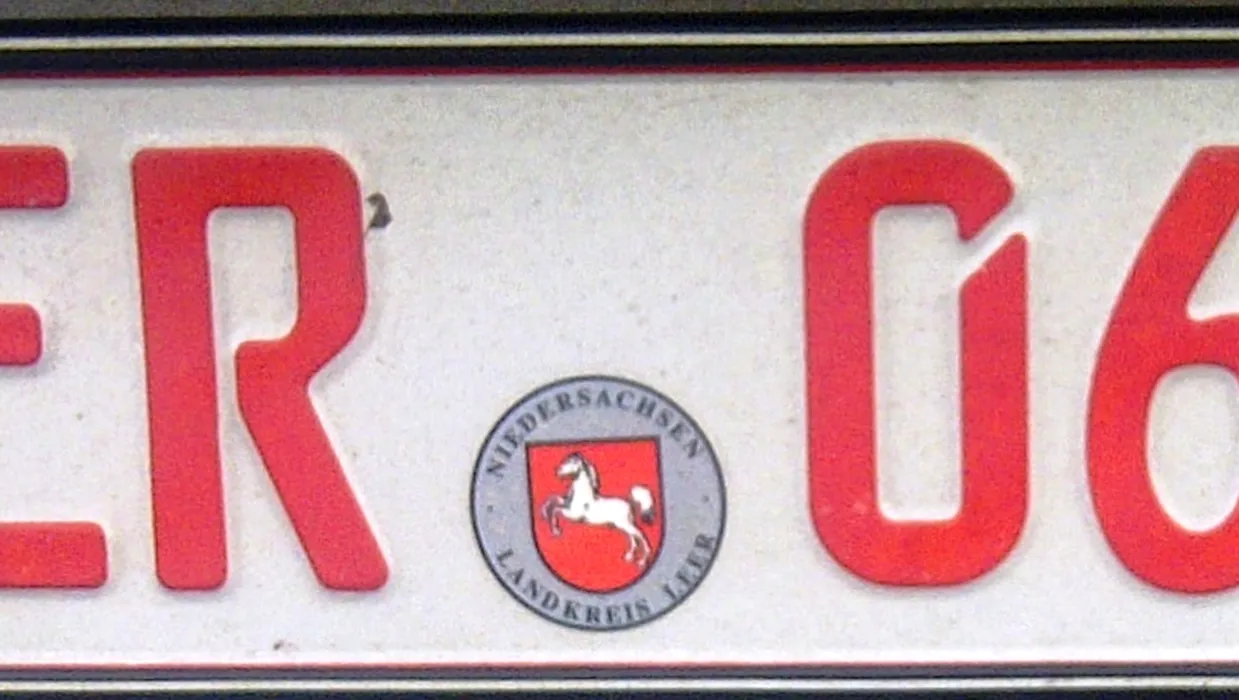 ER 06
NIEDERSACHSEN
LANDKREIS LEER